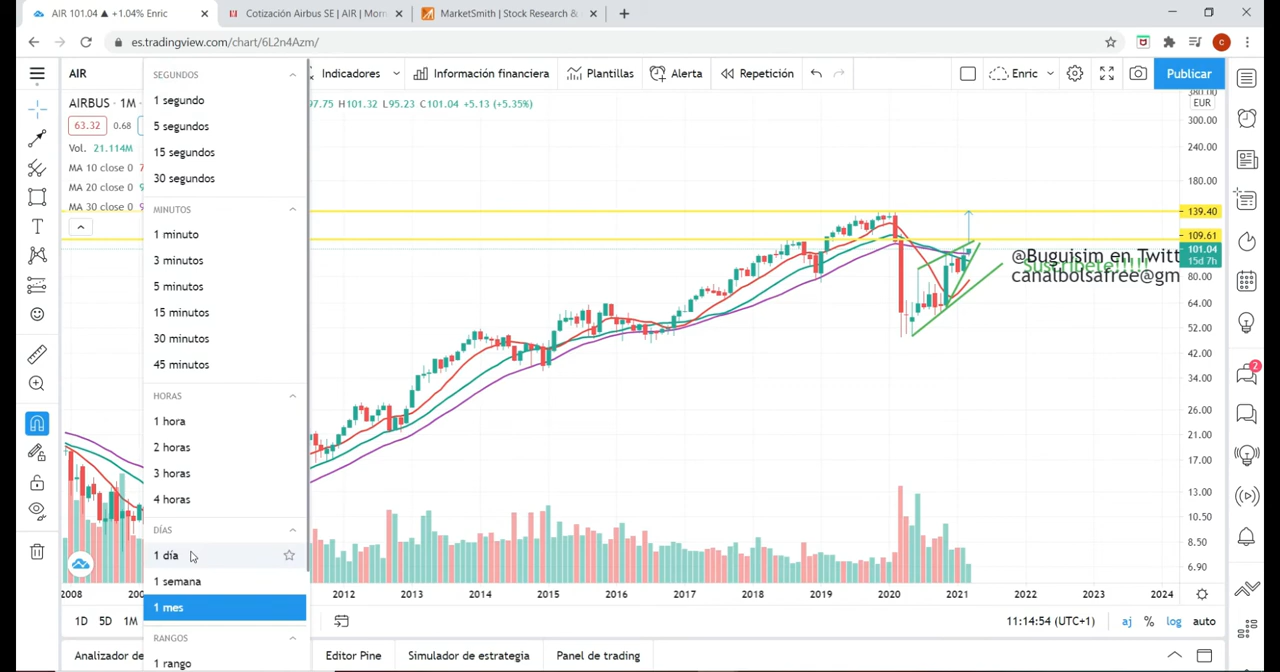 AIR 101.04 ▲ +1.04% Enric
Cotización Airbus SE | AIR | Morn
MarketSmith | Stock Research &
es.tradingview.com/chart/6L2n4Azm/
AIR
Indicadores
Información financiera
Plantillas
Alerta
Repetición
Enric
Publicar
AIRBUS · 1M
97.75 H101.32 L95.23 C101.04 +5.13 (+5.35%)
63.32
0.68
Vol. 21.114M
MA 10 close 0
MA 20 close 0
MA 30 close 0
SEGUNDOS
1 segundo
5 segundos
15 segundos
30 segundos
MINUTOS
1 minuto
3 minutos
5 minutos
15 minutos
30 minutos
45 minutos
HORAS
1 hora
2 horas
3 horas
4 horas
DÍAS
1 día
1 semana
1 mes
RANGOS
1 rango
@Buguisim en Twitt
Suscríbete!!!!!
canalbolsafree@gm
380.00
EUR
300.00
240.00
180.00
139.40
109.61
101.04
15d 7h
80.00
64.00
52.00
42.00
34.00
26.00
21.00
17.00
13.00
10.50
8.50
6.90
2
2008
2012
2013
2014
2015
2016
2017
2018
2019
2020
2021
2022
2023
2024
1D 5D 1M
11:14:54 (UTC+1)
aj % log auto
Analizador de
Editor Pine
Simulador de estrategia
Panel de trading